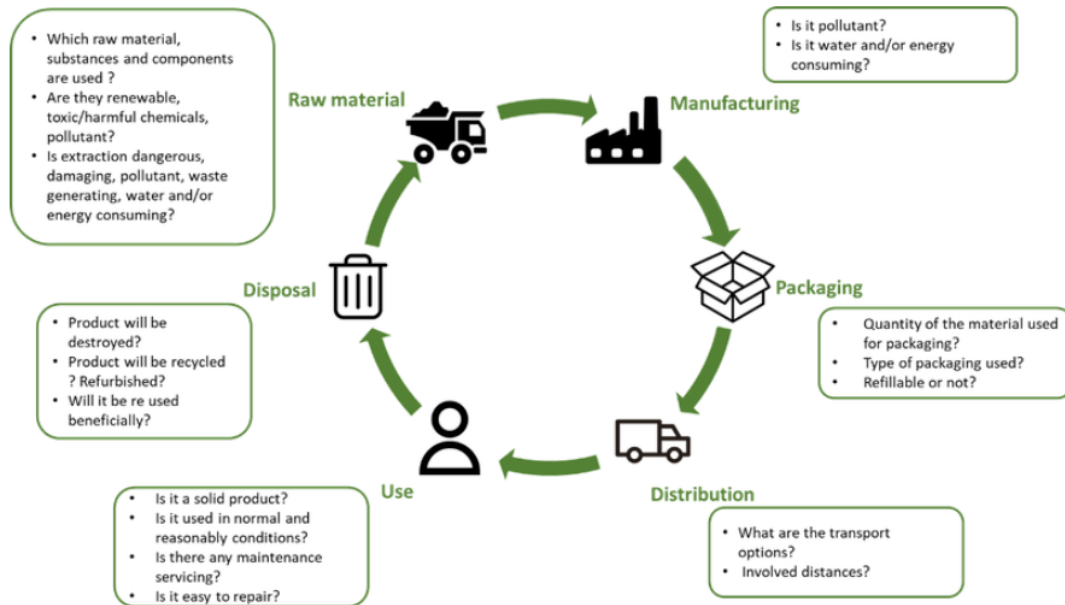 • Which raw material,
substances and components
are used ?
• Are they renewable,
toxic/harmful chemicals,
pollutant?
• Is extraction dangerous,
damaging, pollutant, waste
generating, water and/or
energy consuming?
Raw material
• Is it pollutant?
• Is it water and/or energy
consuming?
Manufacturing
Packaging
• Quantity of the material used
for packaging?
• Type of packaging used?
• Refillable or not?
Distribution
• What are the transport
options?
• Involved distances?
Use
• Is it a solid product?
• Is it used in normal and
reasonably conditions?
• Is there any maintenance
servicing?
• Is it easy to repair?
Disposal
• Product will be
destroyed?
• Product will be recycled
? Refurbished?
• Will it be re used
beneficially?